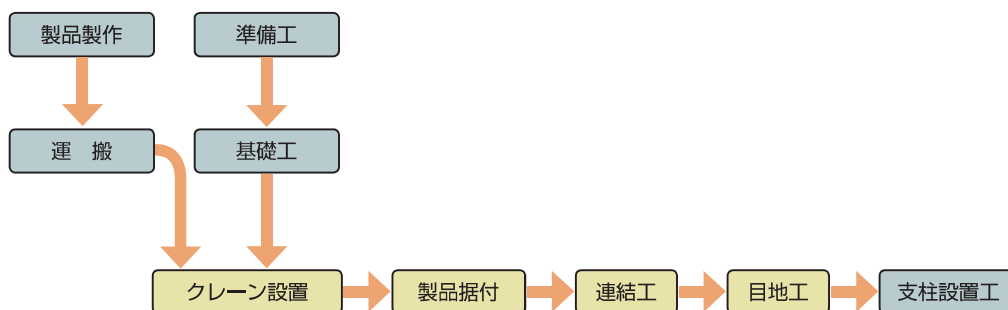 製品製作
準備工
運　搬
基礎工
クレーン設置
製品据付
連結工
目地工
支柱設置工